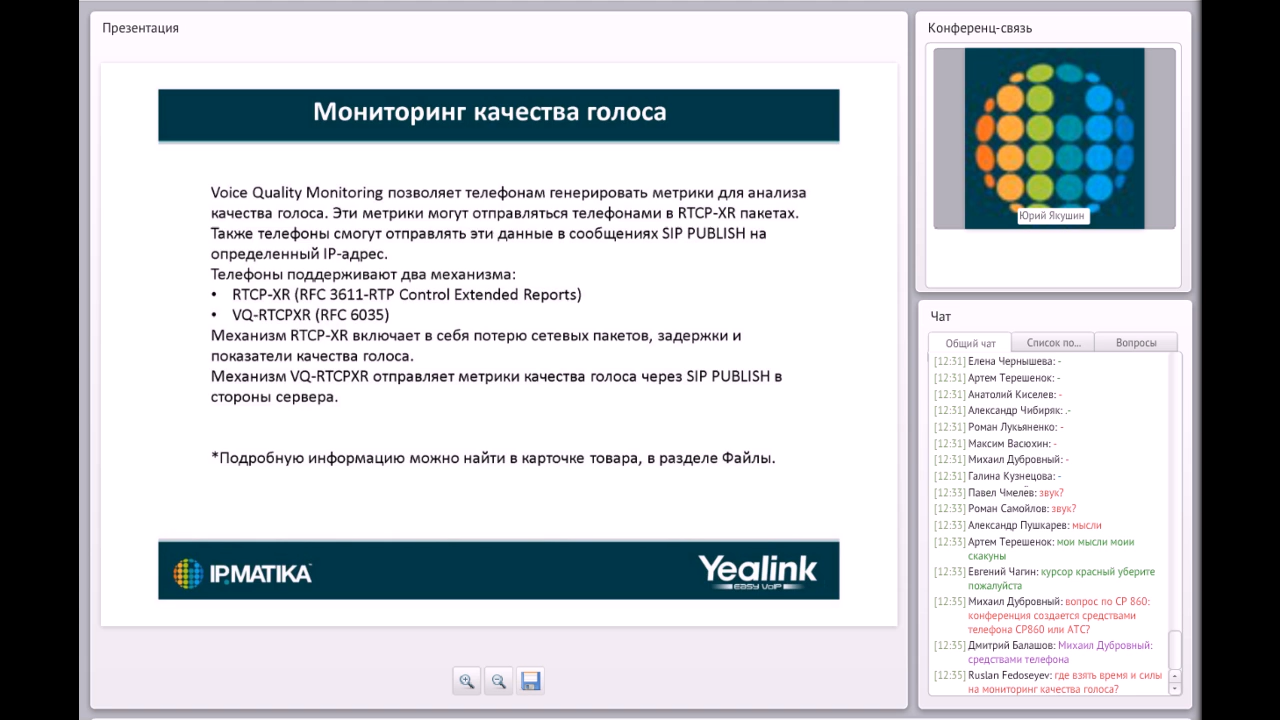 Презентация
Мониторинг качества голоса
Voice Quality Monitoring позволяет телефонам генерировать метрики для анализа
качества голоса. Эти метрики могут отправляться телефонами в RTCP-XR пакетах.
Также телефоны смогут отправлять эти данные в сообщениях SIP PUBLISH на
определенный IP-адрес.
Телефоны поддерживают два механизма:
• RTCP-XR (RFC 3611-RTP Control Extended Reports)
• VQ-RTCPXR (RFC 6035)
Механизм RTCP-XR включает в себя потерю сетевых пакетов, задержки и
показатели качества голоса.
Механизм VQ-RTCPXR отправляет метрики качества голоса через SIP PUBLISH в
стороны сервера.
*Подробную информацию можно найти в карточке товара, в разделе Файлы.
IPMATIKA
Yealink
EASY VoIP
Конференц-связь
Юрий Якушин
Чат
Общий чат
Список по...
Вопросы
[12:31] Елена Чернышева: -
[12:31] Артем Терешенок: -
[12:31] Анатолий Киселев: -
[12:31] Александр Чибиряк: .-
[12:31] Роман Лукьяненко: -
[12:31] Максим Васюхин: -
[12:31] Михаил Дубровный: -
[12:31] Галина Кузнецова: -
[12:33] Павел Чмелёв: звук?
[12:33] Роман Самойлов: звук?
[12:33] Александр Пушкарев: мысли
[12:33] Артем Терешенок: мои мысли моии
скакуны
[12:33] Евгений Чагин: курсор красный уберите
пожалуйста
[12:35] Михаил Дубровный: вопрос по CP 860:
конференция создается средствами
телефона CP860 или АТС?
[12:35] Дмитрий Балашов: Михаил Дубровный:
средствами телефона
[12:35] Ruslan Fedoseyev: где взять время и силы
на мониторинг качества голоса?